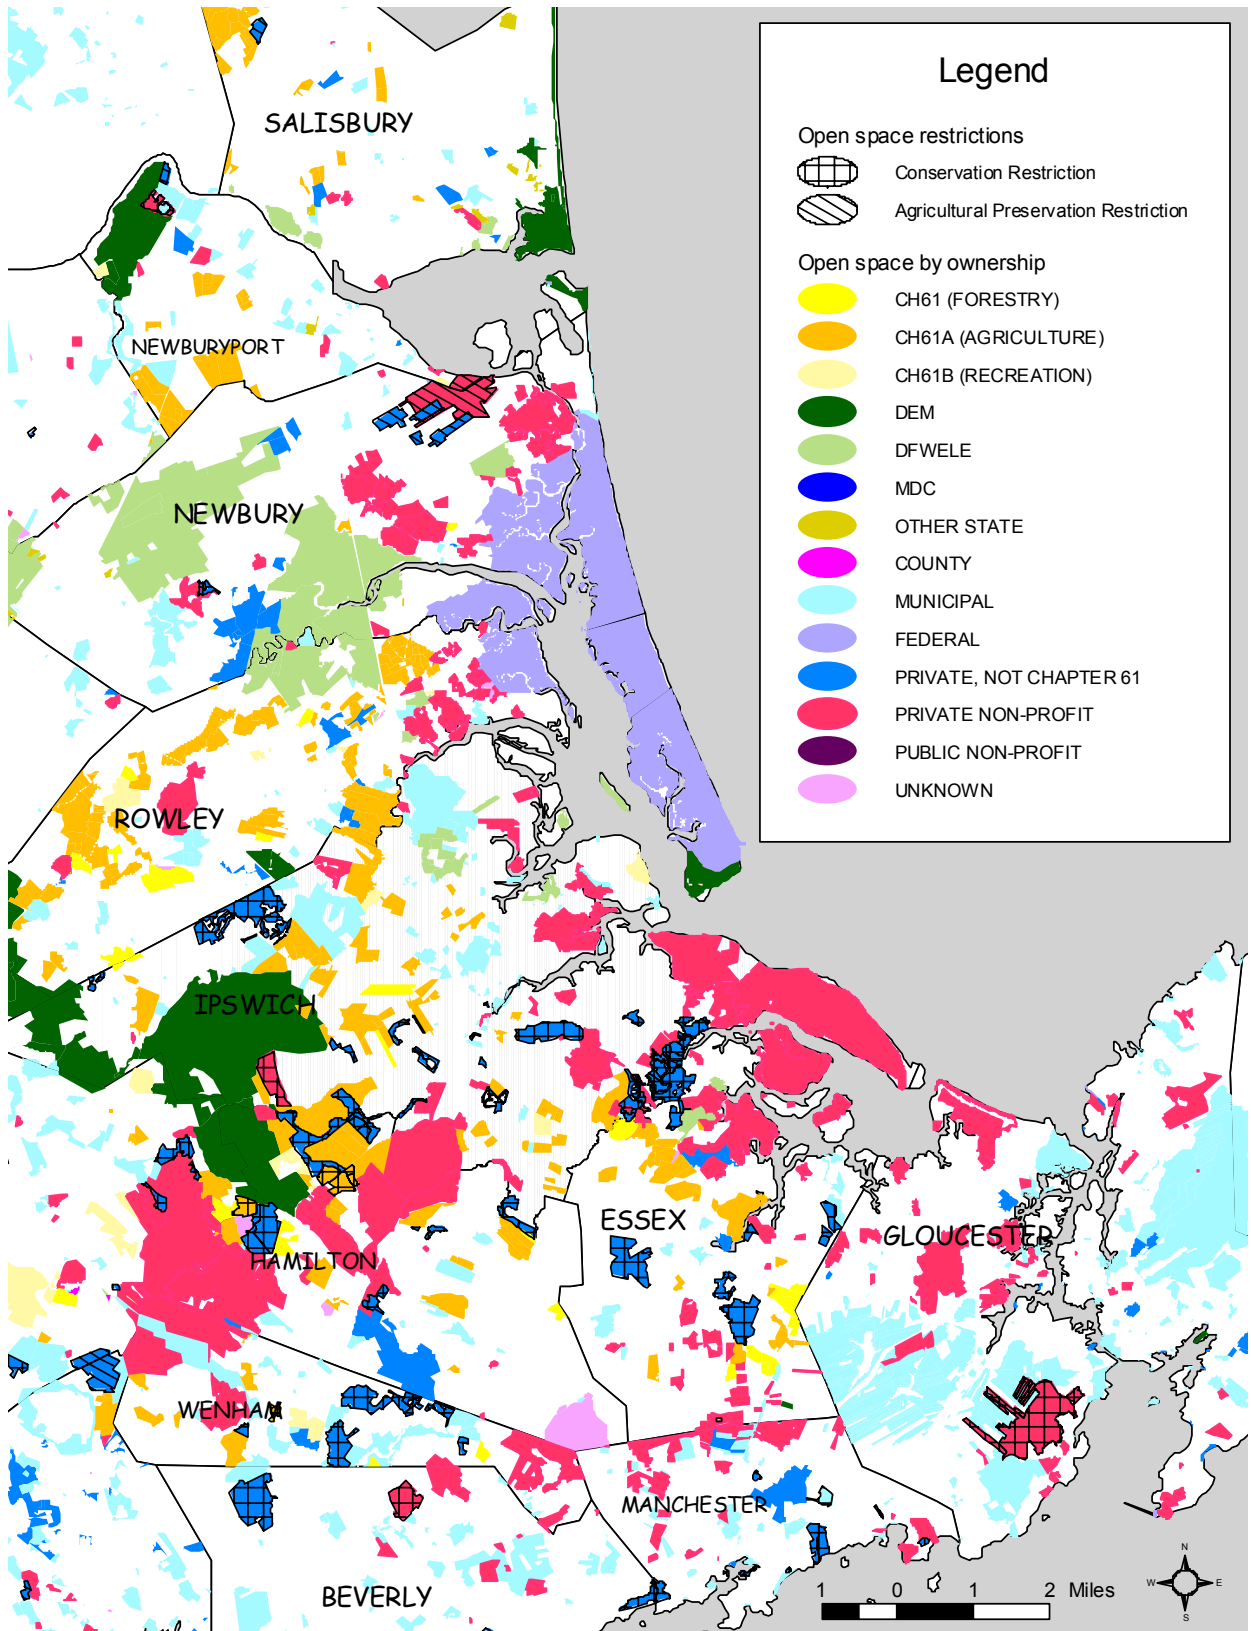 Legend
Open space restrictions
Conservation Restriction
Agricultural Preservation Restriction
Open space by ownership
CH61 (FORESTRY)
CH61A (AGRICULTURE)
CH61B (RECREATION)
DEM
DFWELE
MDC
OTHER STATE
COUNTY
MUNICIPAL
FEDERAL
PRIVATE, NOT CHAPTER 61
PRIVATE NON-PROFIT
PUBLIC NON-PROFIT
UNKNOWN
SALISBURY
NEWBURYPORT
NEWBURY
ROWLEY
IPSWICH
ESSEX
GLOUCESTER
HAMILTON
WENHAM
MANCHESTER
BEVERLY
1 0 1 2 Miles
N
W E
S